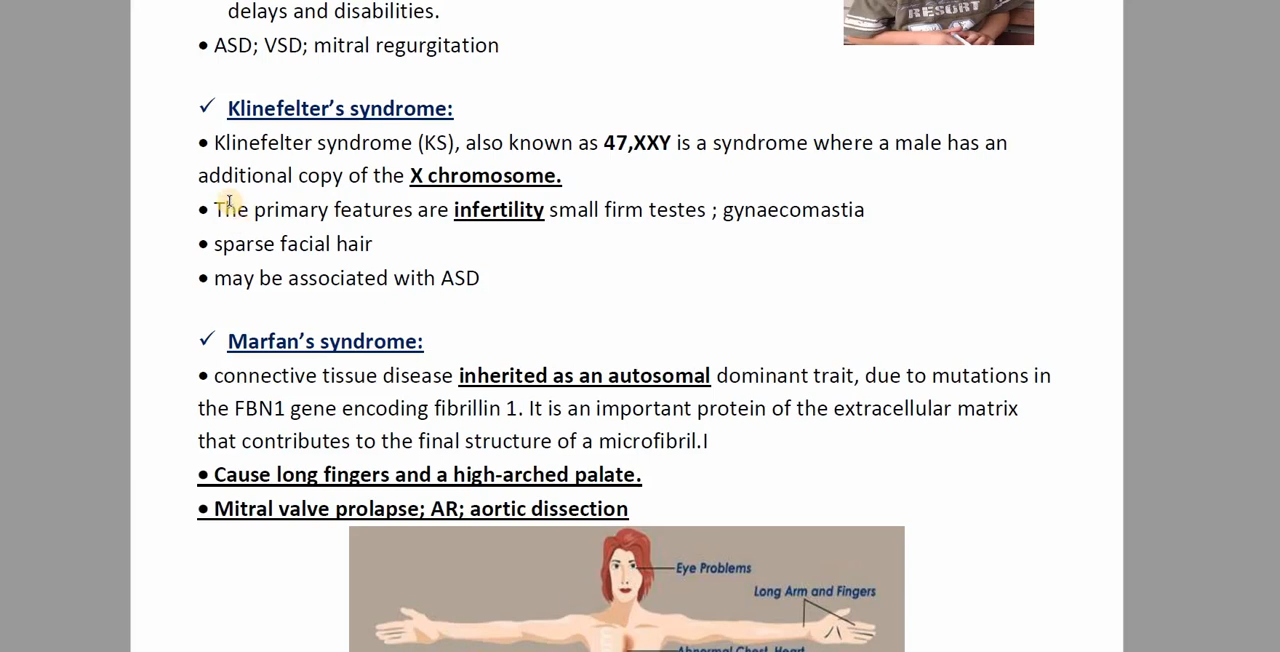 delays and disabilities.
RESORT
• ASD; VSD; mitral regurgitation
✓ Klinefelter’s syndrome:
• Klinefelter syndrome (KS), also known as 47,XXY is a syndrome where a male has an
additional copy of the X chromosome.
• The primary features are infertility small firm testes ; gynaecomastia
• sparse facial hair
• may be associated with ASD
✓ Marfan’s syndrome:
• connective tissue disease inherited as an autosomal dominant trait, due to mutations in
the FBN1 gene encoding fibrillin 1. It is an important protein of the extracellular matrix
that contributes to the final structure of a microfibril.I
• Cause long fingers and a high-arched palate.
• Mitral valve prolapse; AR; aortic dissection
Eye Problems
Long Arm and Fingers
Abnormal Chest, Heart